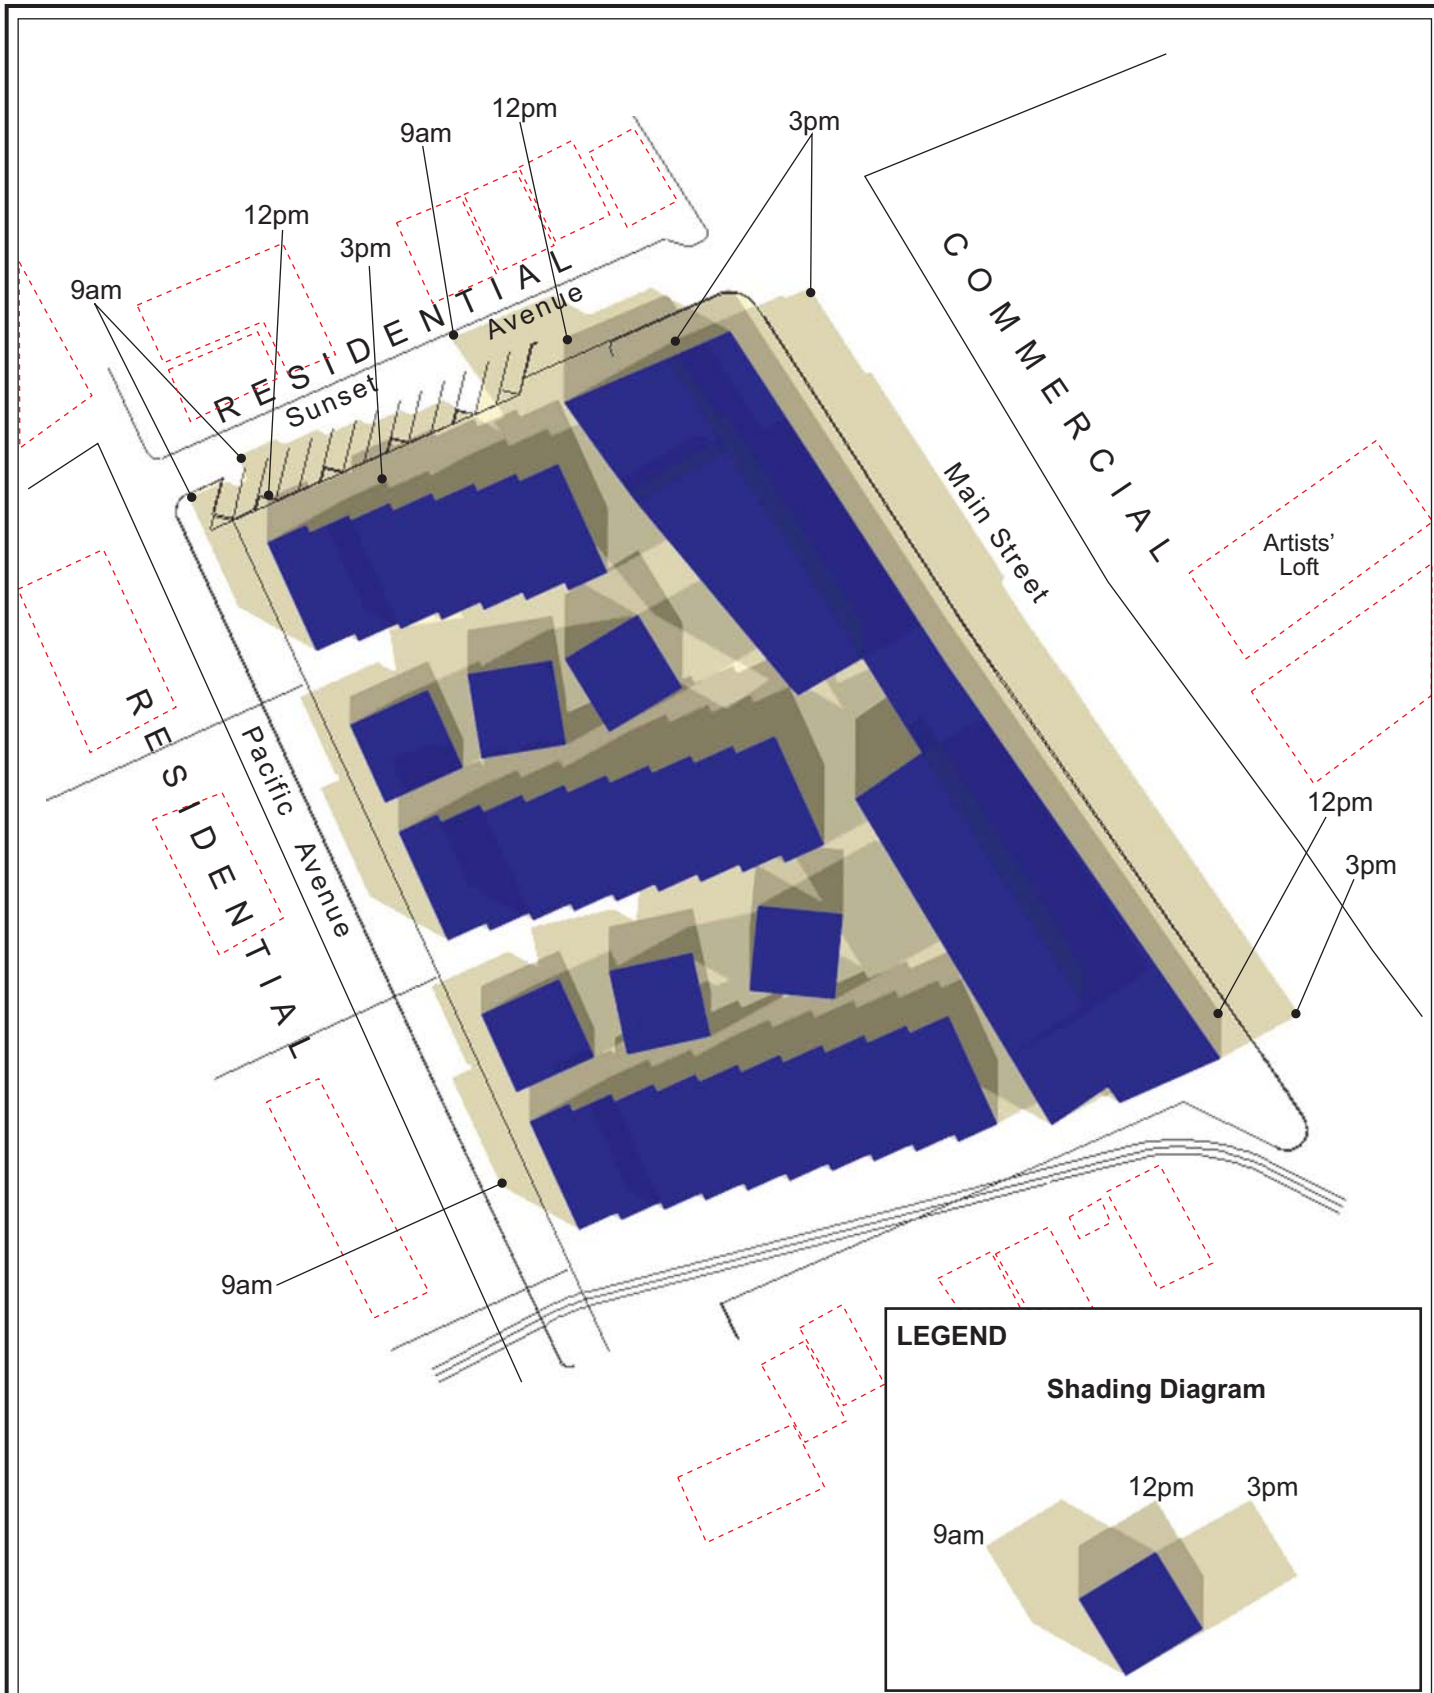 12pm
9am
3pm
12pm
3pm
9am
RESIDENTIAL
Sunset
Avenue
COMMERCIAL
Main Street
Artists'
Loft
RESIDENTIAL
Pacific Avenue
12pm
3pm
9am
LEGEND
Shading Diagram
12pm
3pm
9am